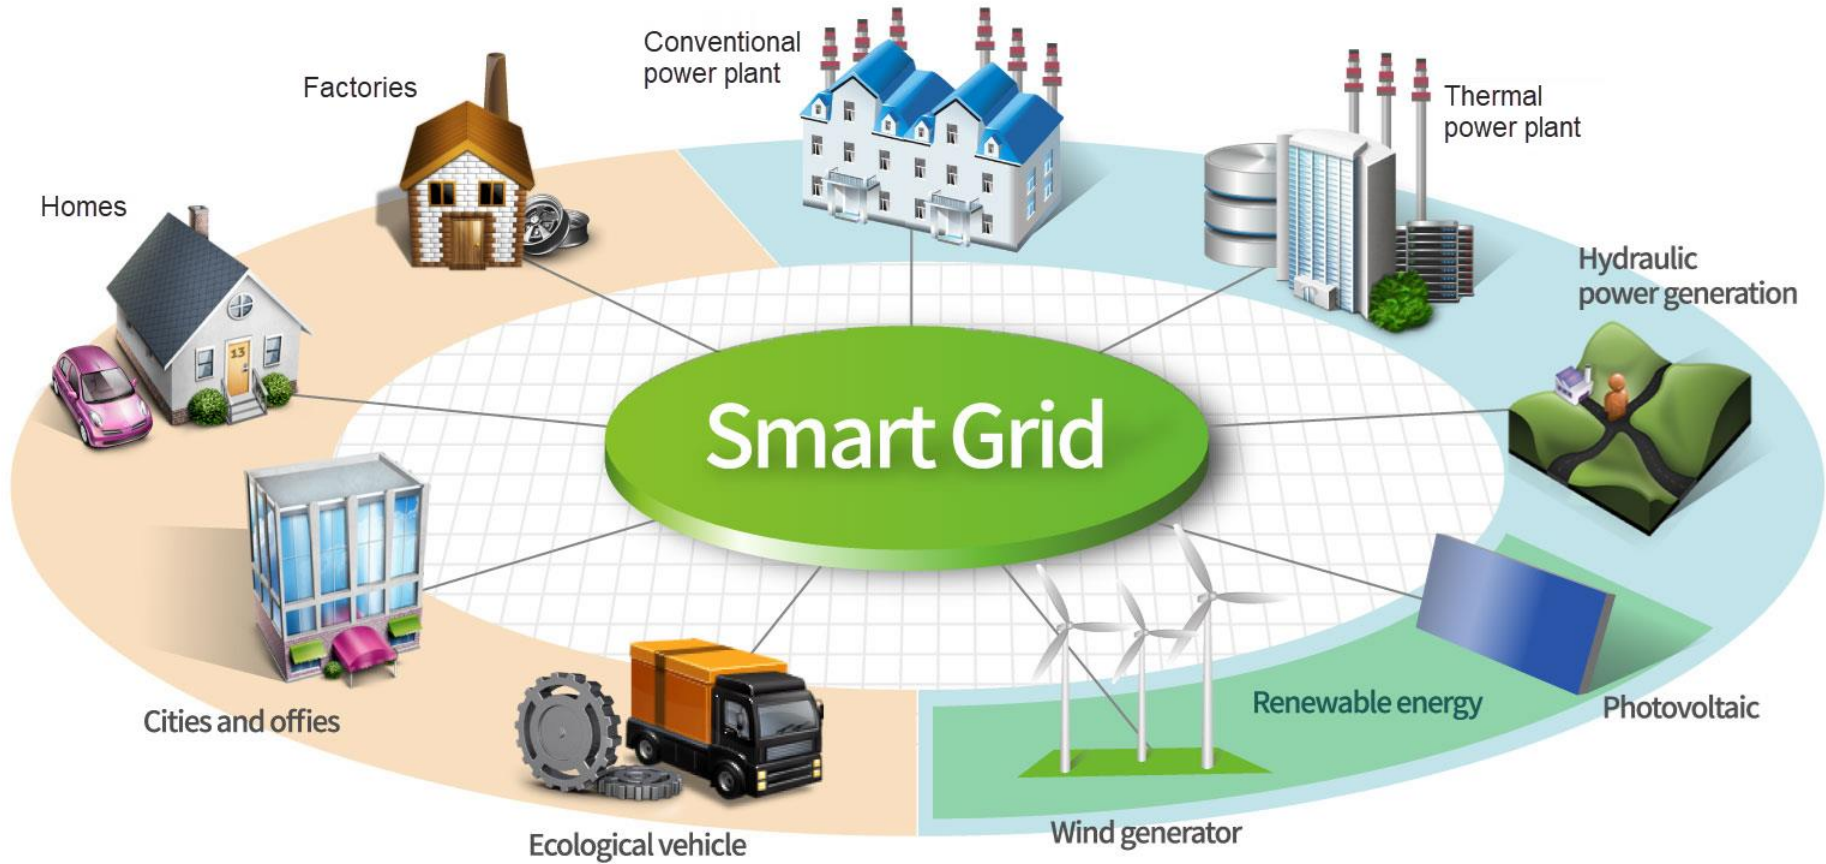 Conventional
power plant
Factories
Thermal
power plant
Homes
Hydraulic
power generation
13
Smart Grid
Renewable energy
Cities and offies
Photovoltaic
Wind generator
Ecological vehicle